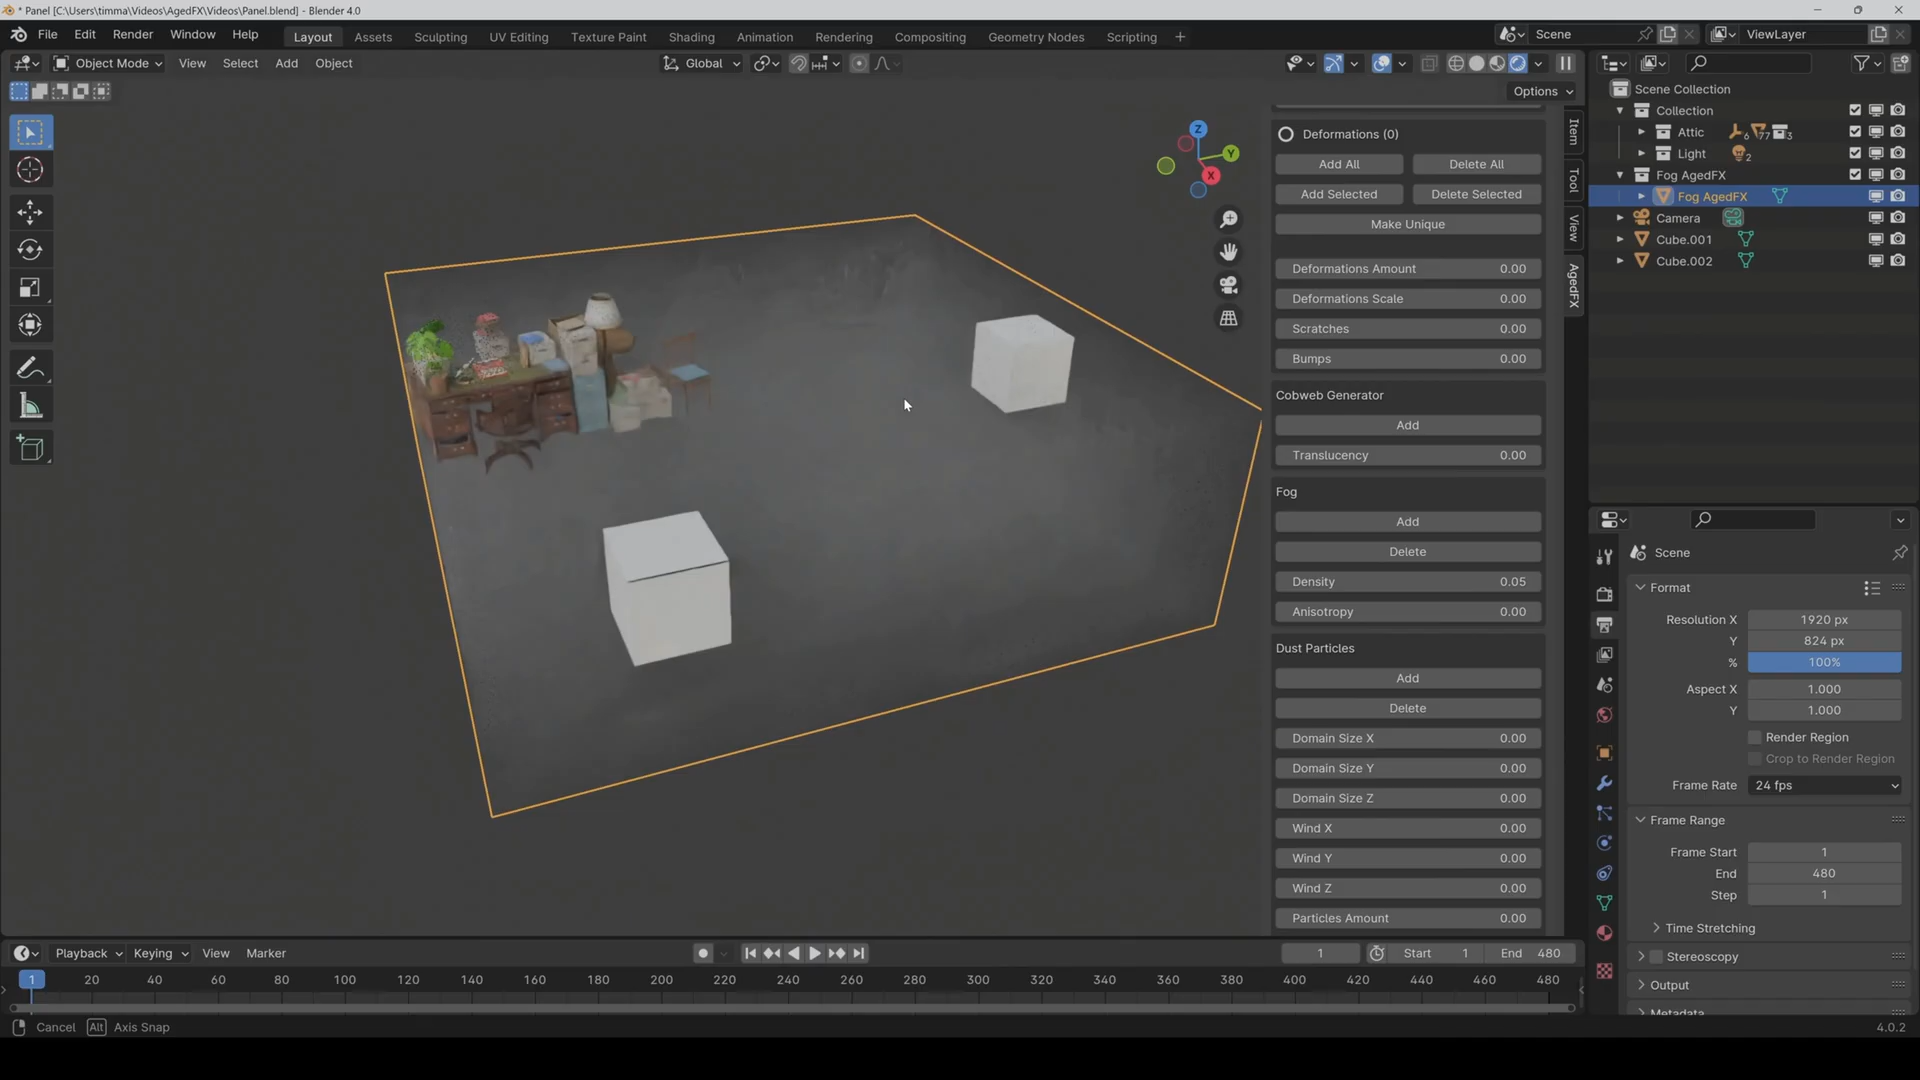 * Panel [C:\Users\timma\Videos\AgedFX\Videos\Panel.blend] - Blender 4.0
File Edit Render Window Help
Layout Assets Sculpting UV Editing Texture Paint Shading Animation Rendering Compositing Geometry Nodes Scripting +
Scene
ViewLayer
Object Mode View Select Add Object
Global
Options
Z
Y
X
Item
Tool
View
AgedFX
Deformations (0)
Add All Delete All
Add Selected Delete Selected
Make Unique
Deformations Amount 0.00
Deformations Scale 0.00
Scratches 0.00
Bumps 0.00
Cobweb Generator
Add
Translucency 0.00
Fog
Add
Delete
Density 0.05
Anisotropy 0.00
Dust Particles
Add
Delete
Domain Size X 0.00
Domain Size Y 0.00
Domain Size Z 0.00
Wind X 0.00
Wind Y 0.00
Wind Z 0.00
Particles Amount 0.00
Scene Collection
Collection
Attic 6 77 3
Light 2
Fog AgedFX
Fog AgedFX
Camera
Cube.001
Cube.002
Scene
Format
Resolution X 1920 px
Y 824 px
% 100%
Aspect X 1.000
Y 1.000
Render Region
Crop to Render Region
Frame Rate 24 fps
Frame Range
Frame Start 1
End 480
Step 1
Time Stretching
Stereoscopy
Output
Metadata
Playback Keying View Marker
1 Start 1 End 480
1 20 40 60 80 100 120 140 160 180 200 220 240 260 280 300 320 340 360 380 400 420 440 460 480
Cancel Alt Axis Snap
4.0.2